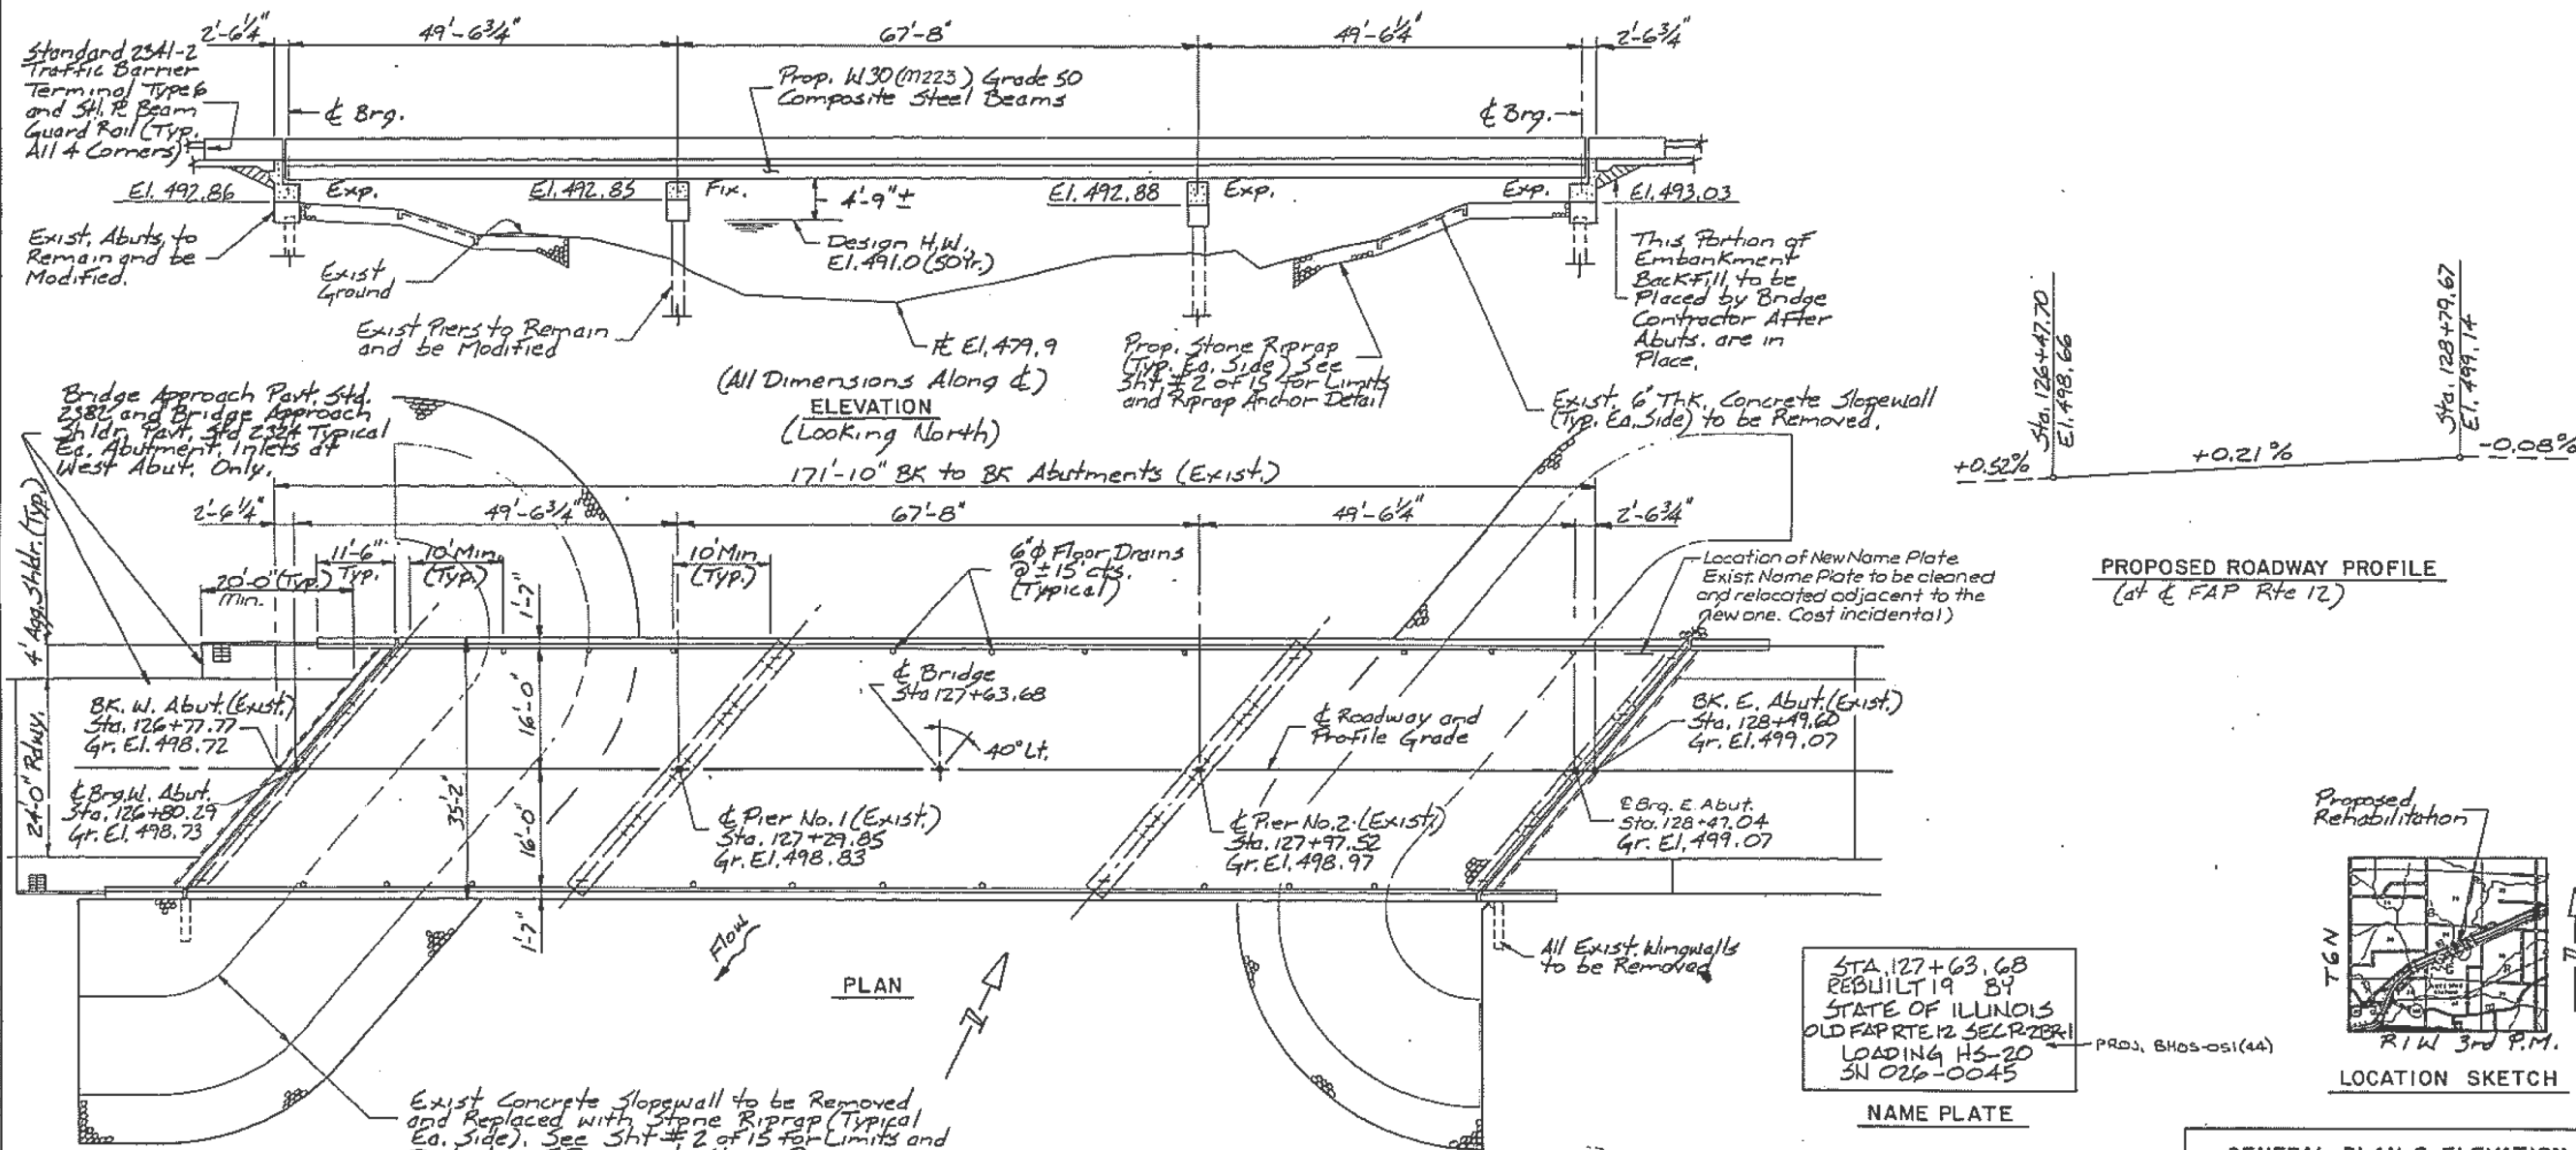 2'-6¼" 49'-6¾" 67'-8" 49'-6¼" 2'-6¾"
Standard 2341-2
Traffic Barrier
Terminal Type 6
and Stl. PL Beam
Guard Rail (Typ.
All 4 Corners)
℄ Brg.
Prop. W30 (M223) Grade 50
Composite Steel Beams
℄ Brg.
El. 492.86 Exp. El. 492.85 Fix. 4'-9" ± El. 492.88 Exp. Exp. El. 493.03
Exist. Abuts. to
Remain and be
Modified.
Exist
Ground
Design H.W.
El. 491.0 (50Yr.)
This Portion of
Embankment
Backfill to be
Placed by Bridge
Contractor After
Abuts. are in
Place.
Exist Piers to Remain
and be Modified
El. 479.9
Prop. Stone Riprap
(Typ. Ea. Side) See
Sht. # 2 of 15 for Limits
and Riprap Anchor Detail
(All Dimensions Along ℄)
ELEVATION
(Looking North)
Exist. 6" Thk. Concrete Slopewall
(Typ. Ea. Side) to be Removed.
Sta. 126+47.70
El. 498.66
Sta. 128+79.67
El. 499.14
+0.52% +0.21% -0.08%
PROPOSED ROADWAY PROFILE
(at ℄ FAP Rte 12)
Bridge Approach Pavt. Std.
2382 and Bridge Approach
Shldr. Pavt. Std 2324 Typical
Ea. Abutment. Inlets at
West Abut. Only.
171'-10" BK to BK Abutments (Exist.)
2'-6¼" 49'-6¾" 67'-8" 49'-6¼" 2'-6¾"
4' Agg. Shldr. (Typ.)
20'-0" (Typ.)
Min.
11'-6"
Typ.
10' Min
(Typ.)
10' Min
(Typ.)
1'-7"
6"φ Floor Drains
@ ±15' cts.
(Typical)
Location of New Name Plate
Exist. Name Plate to be cleaned
and relocated adjacent to the
new one. Cost incidental)
24'-0" Rdwy.
BK. W. Abut. (Exist.)
Sta. 126+77.77
Gr. El. 498.72
16'-0"
℄ Bridge
Sta 127+63.68
40° Lt.
℄ Roadway and
Profile Grade
BK. E. Abut. (Exist.)
Sta. 128+49.60
Gr. El. 499.07
℄ Brg. W. Abut.
Sta. 126+80.29
Gr. El. 498.73
35'-2"
16'-0"
℄ Pier No. 1 (Exist.)
Sta. 127+29.85
Gr. El. 498.83
℄ Pier No. 2 (Exist.)
Sta. 127+97.52
Gr. El. 498.97
℄ Brg. E. Abut.
Sta. 128+47.04
Gr. El. 499.07
1'-7"
Flow
PLAN
N
All Exist. Wingwalls
to be Removed
Exist Concrete Slopewall to be Removed
and Replaced with Stone Riprap (Typical
Ea. Side). See Sht # 2 of 15 for Limits and
STA. 127+63.68
REBUILT 19 BY
STATE OF ILLINOIS
OLD FAP RTE 12 SEC R-2BR-1
LOADING HS-20
SN 026-0045
PROJ. BHOS-051(44)
NAME PLATE
Proposed
Rehabilitation
T6N
R1W 3rd P.M.
LOCATION SKETCH
GENERAL PLAN & ELEVATION